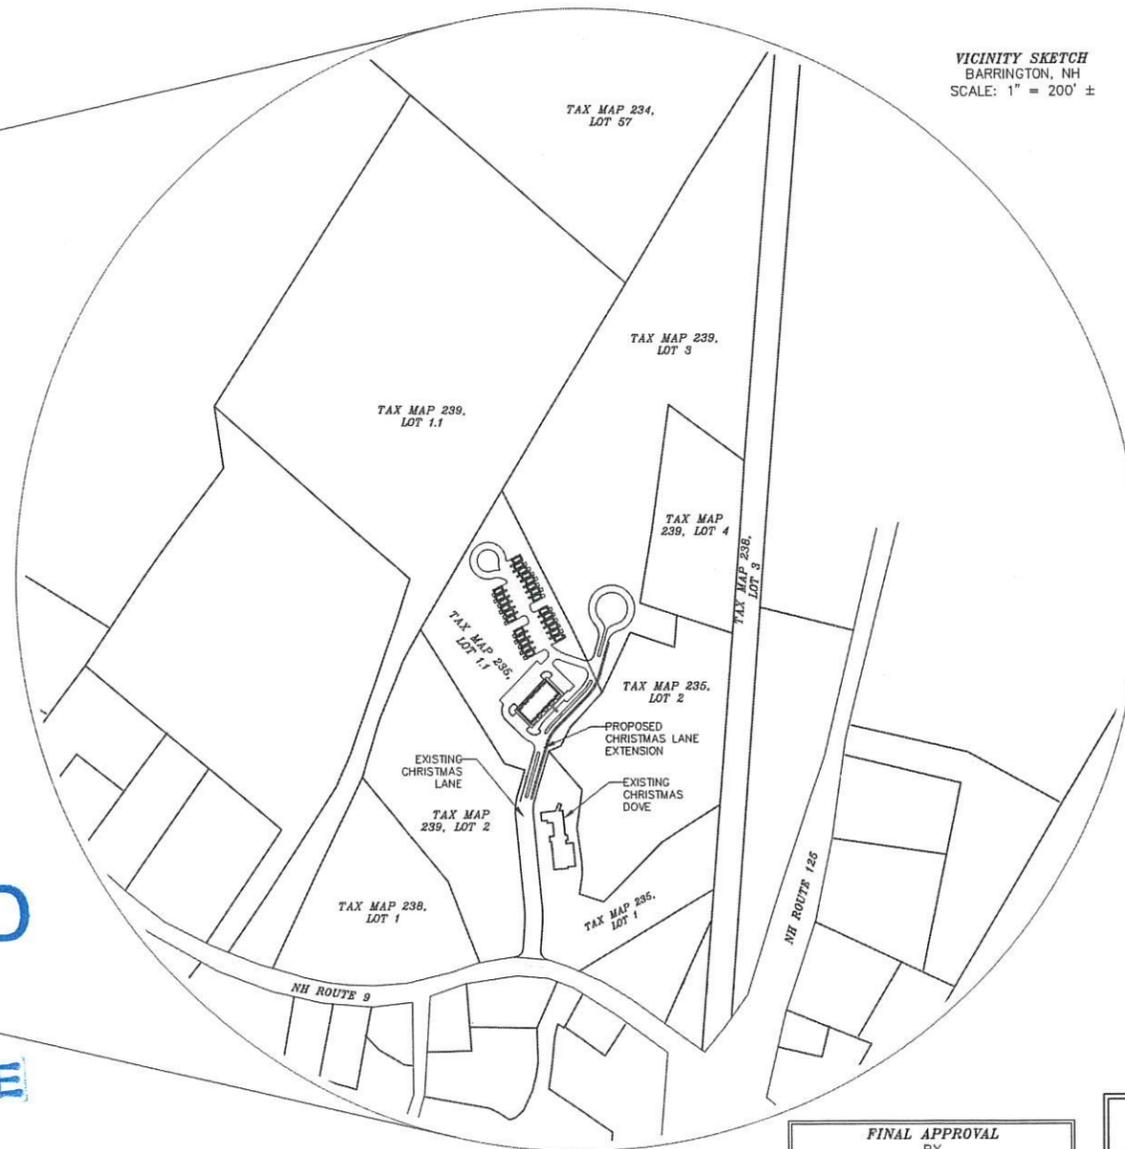 VICINITY SKETCH
BARRINGTON, NH
SCALE: 1" = 200' ±
TAX MAP 234,
LOT 57
TAX MAP 239,
LOT 3
TAX MAP 239,
LOT 1.1
TAX MAP
239, LOT 4
TAX MAP 238,
LOT 3
TAX MAP 235,
LOT 1.1
TAX MAP 235,
LOT 2
PROPOSED
CHRISTMAS LANE
EXTENSION
EXISTING
CHRISTMAS
LANE
EXISTING
CHRISTMAS
DOVE
TAX MAP
239, LOT 2
TAX MAP 238,
LOT 1
TAX MAP 235,
LOT 1
NH ROUTE 125
NH ROUTE 9
D
E
FINAL APPROVAL
BY